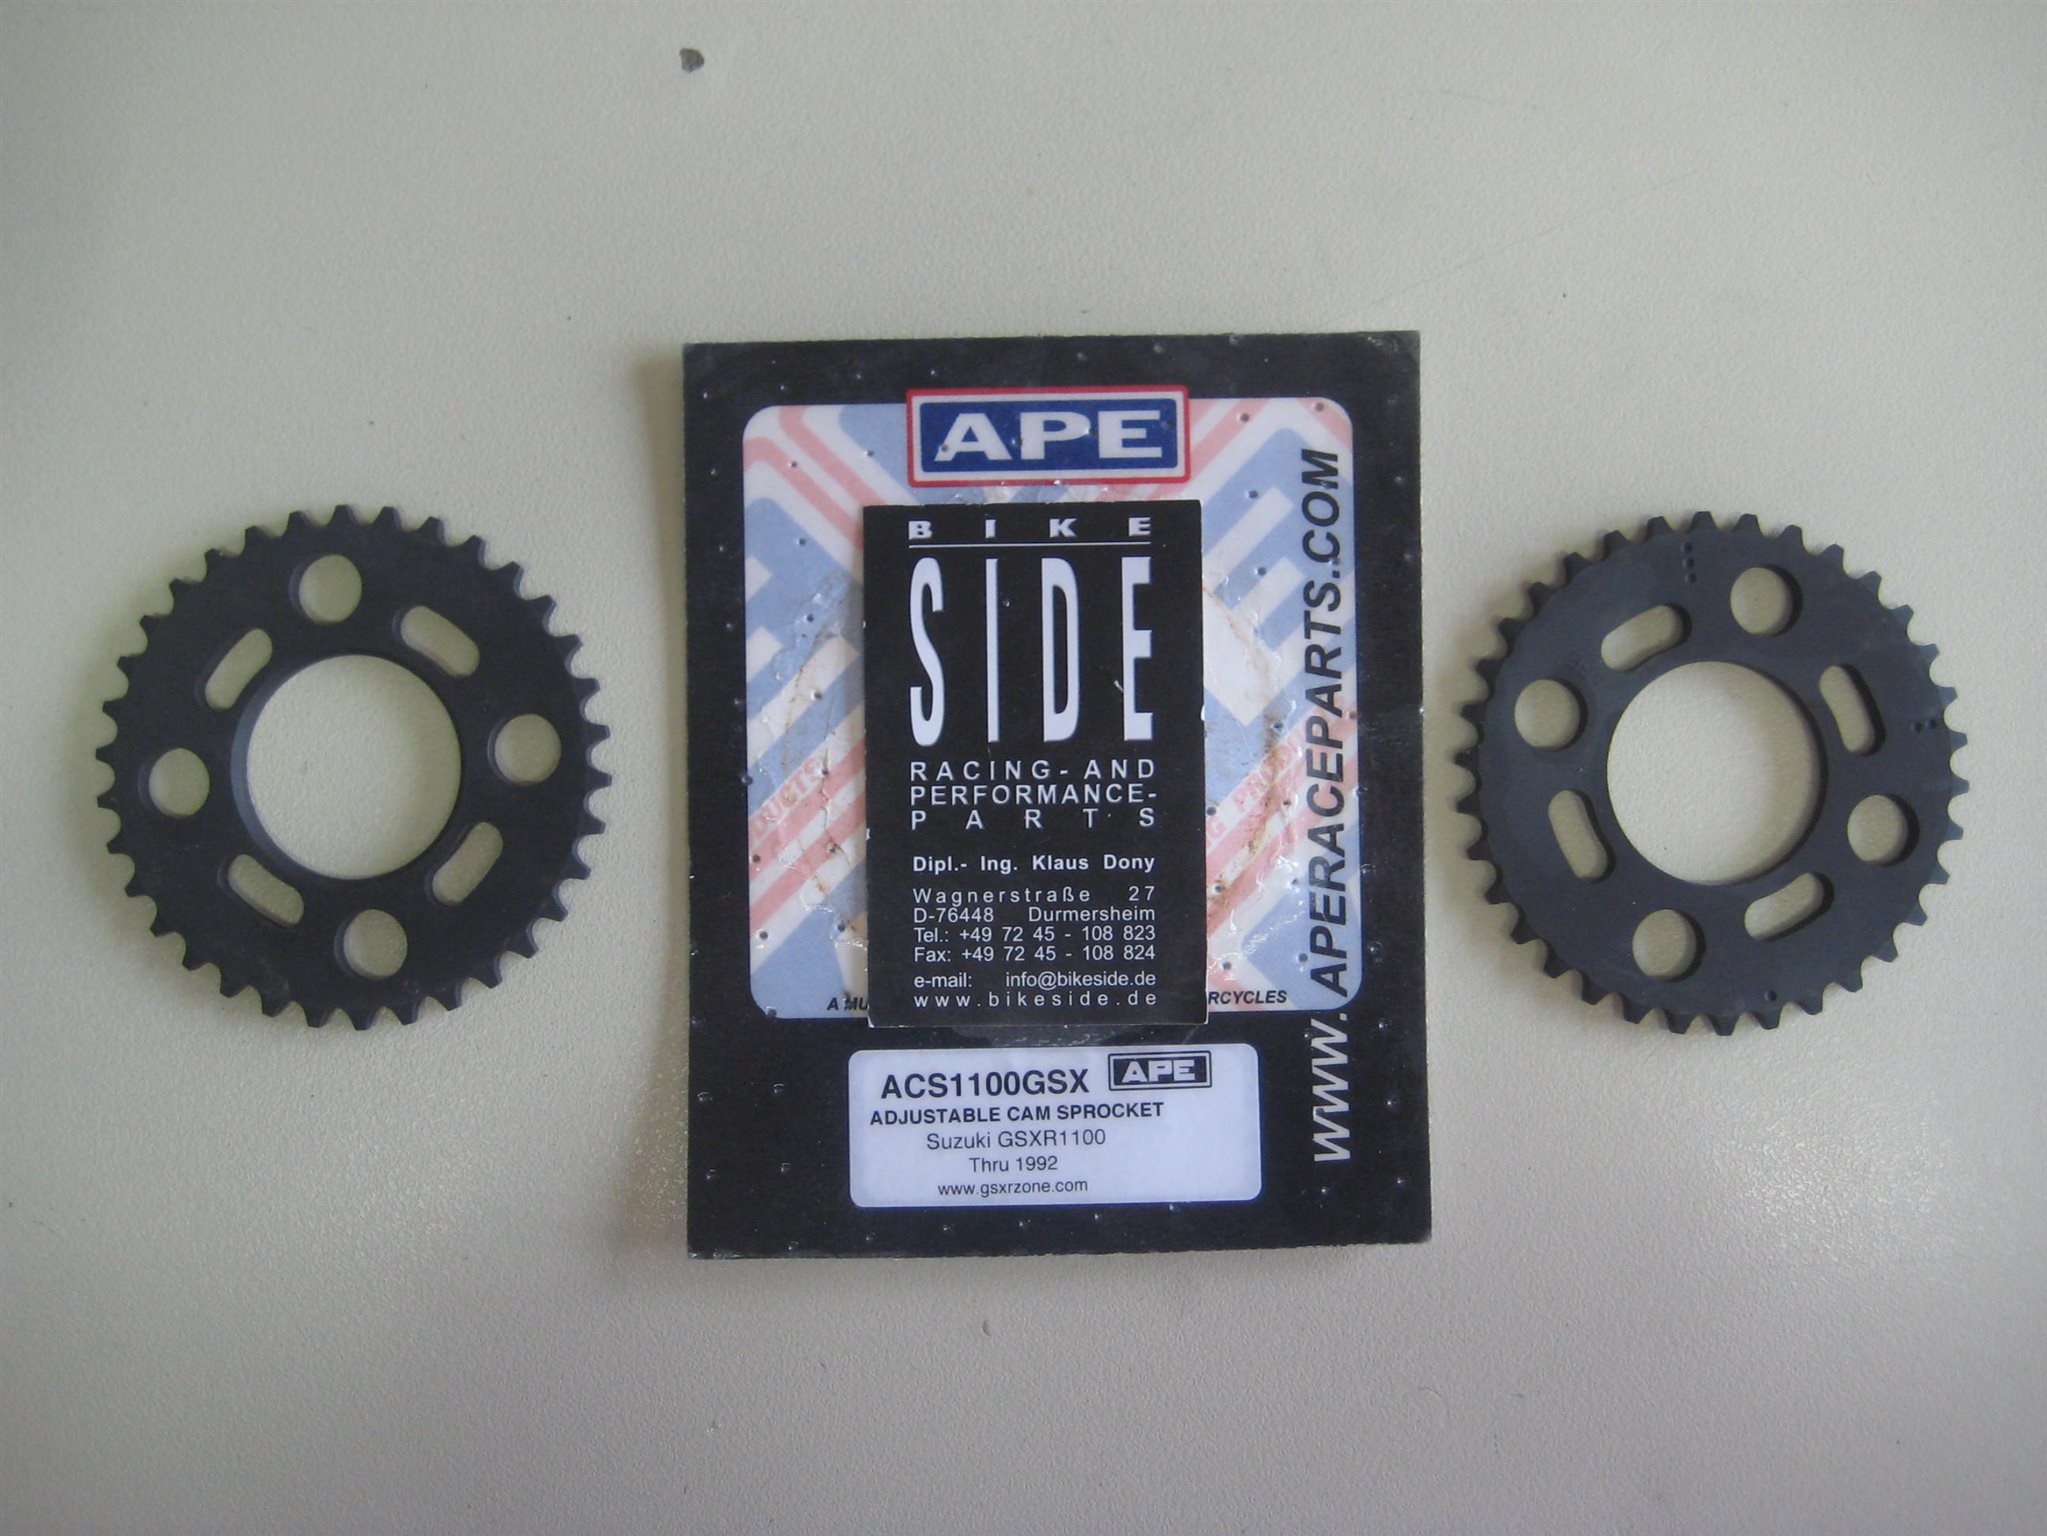 APE
BIKE
SIDE
RACING-AND
PERFORMANCE-
PARTS
Dipl.- Ing. Klaus Dony
Wagnerstraße 27
D-76448 Durmersheim
Tel.: +49 72 45 - 108 823
Fax: +49 72 45 - 108 824
e-mail: info@bikeside.de
www.bikeside.de
WWW.APERACEPARTS.COM
ACS1100GSX APE
ADJUSTABLE CAM SPROCKET
Suzuki GSXR1100
Thru 1992
www.gsxrzone.com